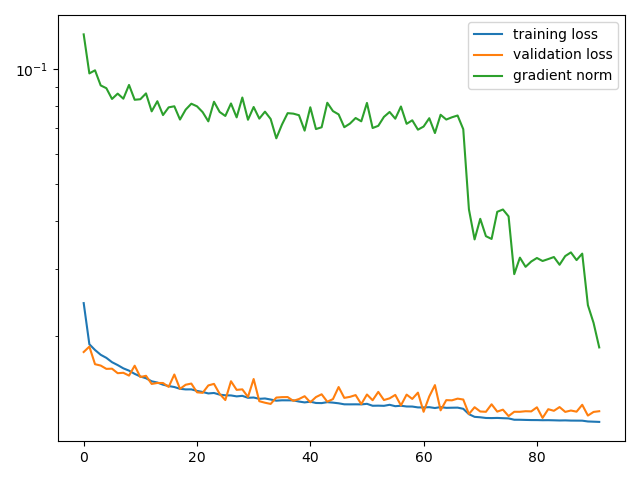 training loss
validation loss
gradient norm
10⁻¹
0 20 40 60 80